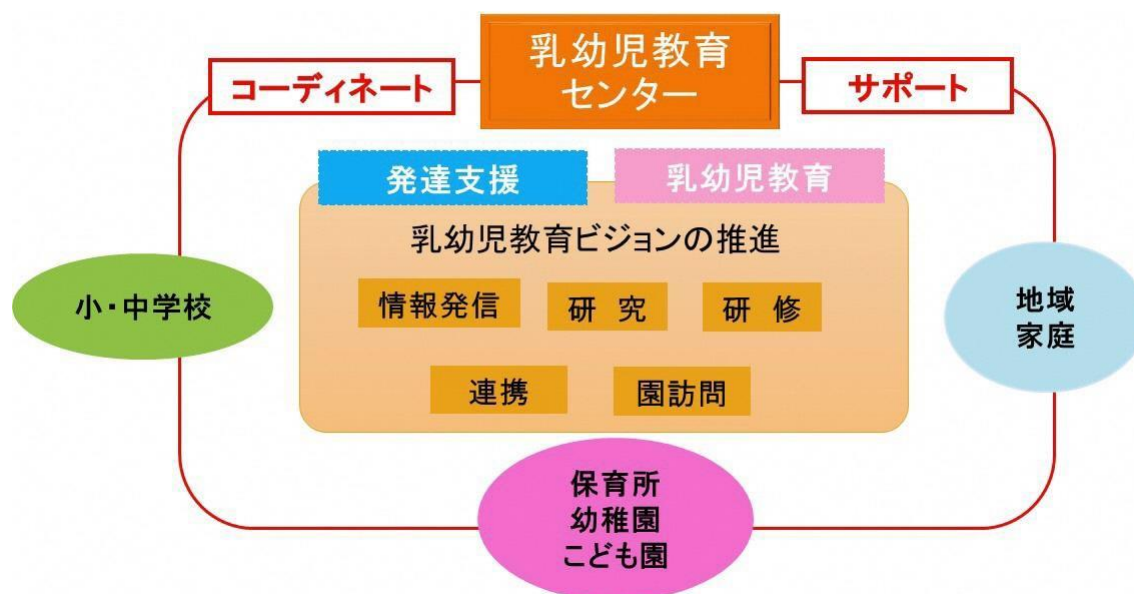 乳幼児教育
センター
コーディネート
サポート
発達支援
乳幼児教育
乳幼児教育ビジョンの推進
情報発信
研 究
研 修
連携
園訪問
小・中学校
地域
家庭
保育所
幼稚園
こども園